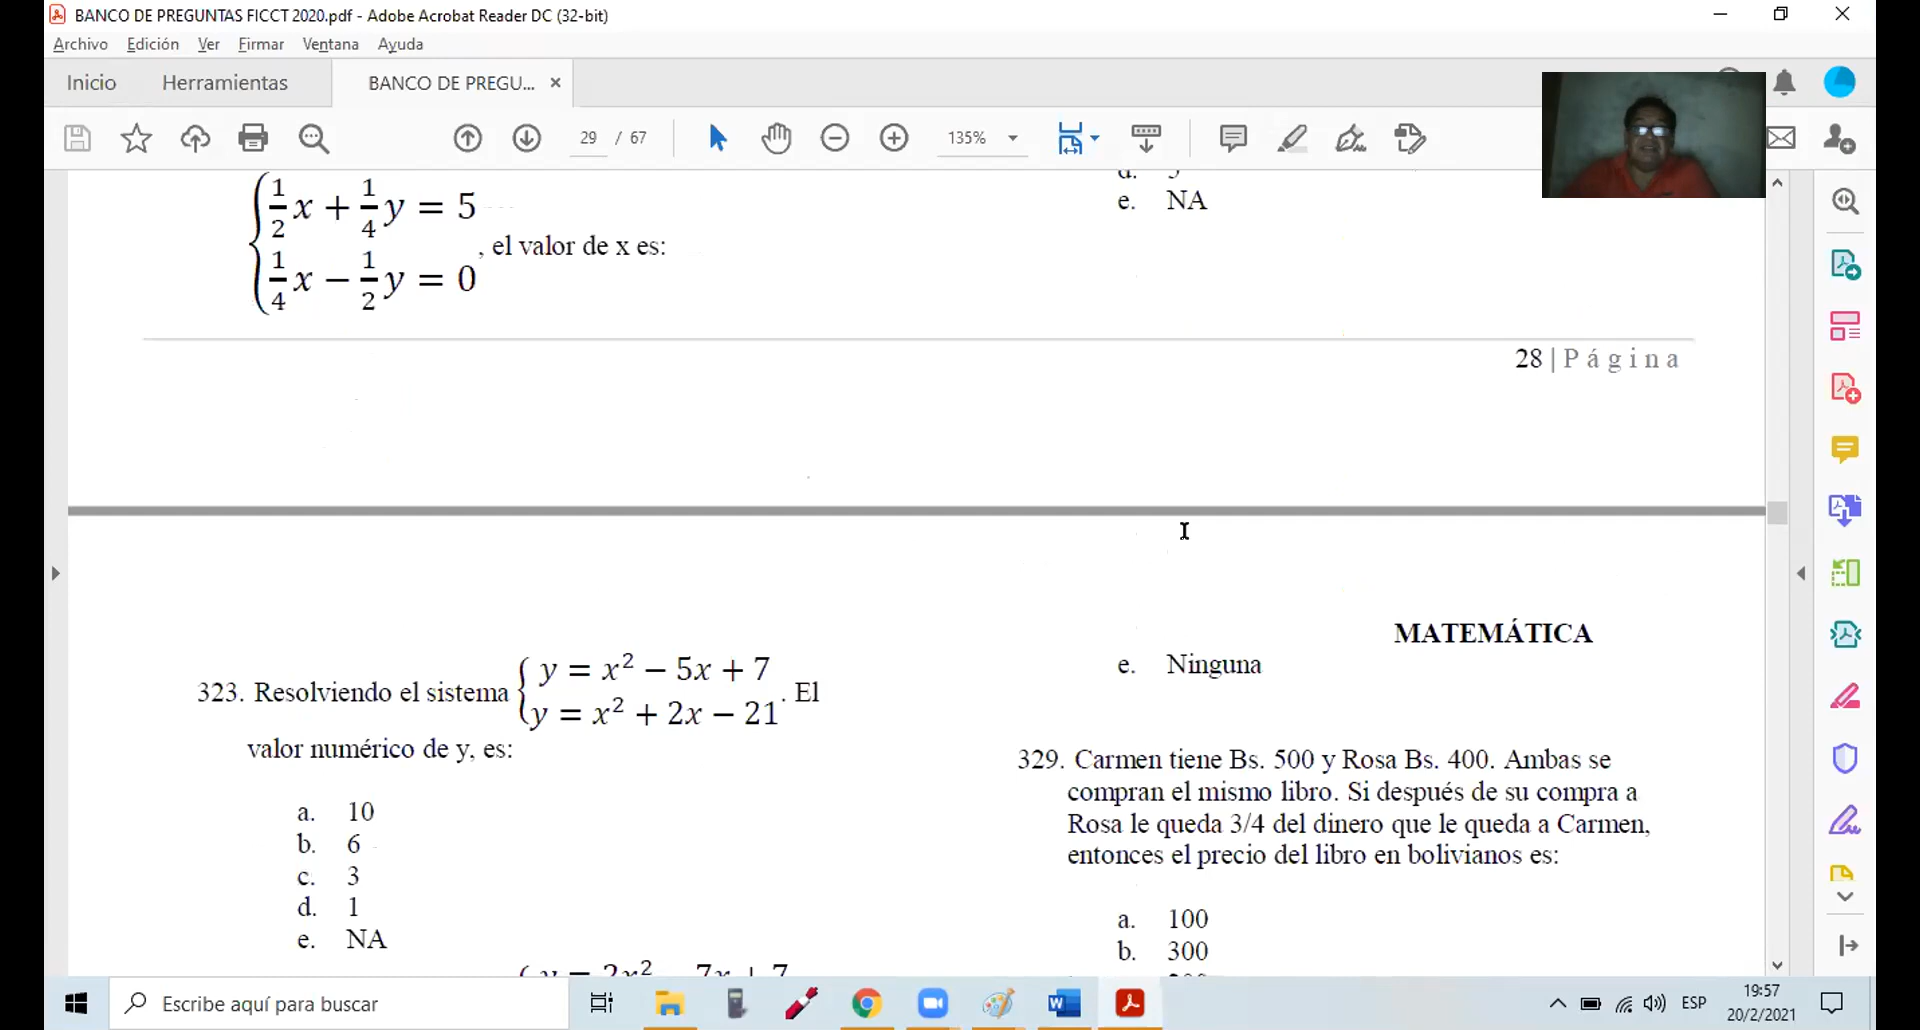 BANCO DE PREGUNTAS FICCT 2020.pdf - Adobe Acrobat Reader DC (32-bit)
Archivo Edición Ver Firmar Ventana Ayuda
Inicio Herramientas BANCO DE PREGU... ×
29 / 67 135%
{ 1/2 x + 1/4 y = 5
1/4 x − 1/2 y = 0 , el valor de x es:
e. NA
28 | P á g i n a
MATEMÁTICA
323. Resolviendo el sistema { y = x² − 5x + 7
y = x² + 2x − 21 . El
valor numérico de y, es:
a. 10
b. 6
c. 3
d. 1
e. NA
e. Ninguna
329. Carmen tiene Bs. 500 y Rosa Bs. 400. Ambas se
compran el mismo libro. Si después de su compra a
Rosa le queda 3/4 del dinero que le queda a Carmen,
entonces el precio del libro en bolivianos es:
a. 100
b. 300
Escribe aquí para buscar
ESP
19:57
20/2/2021